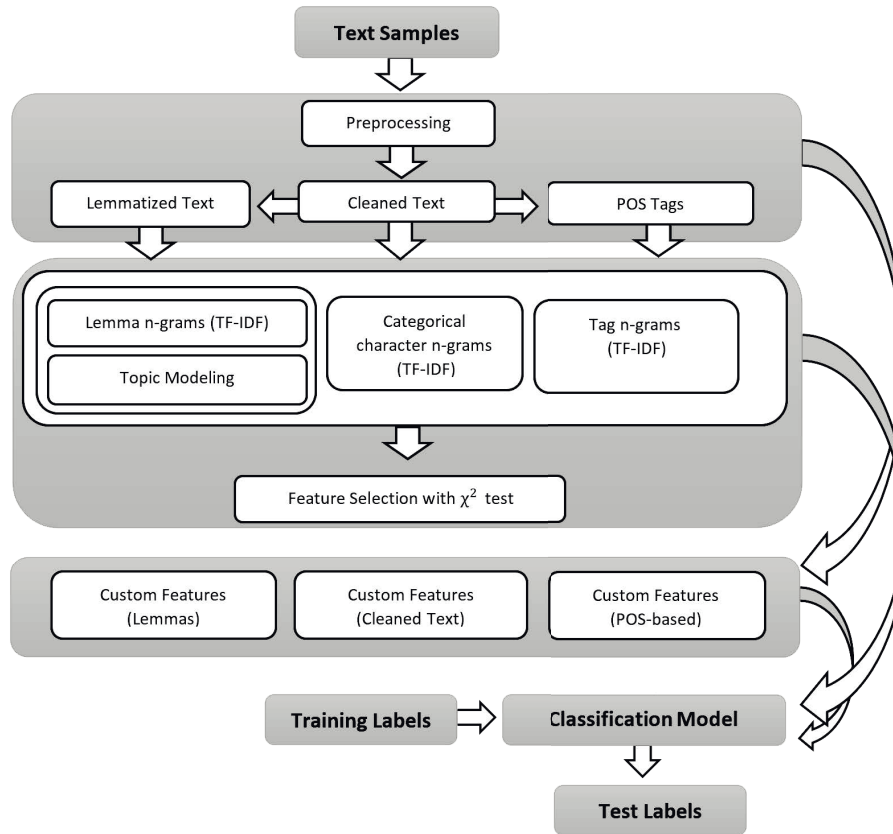 Text Samples
Preprocessing
Lemmatized Text
Cleaned Text
POS Tags
Lemma n-grams (TF-IDF)
Topic Modeling
Categorical
character n-grams
(TF-IDF)
Tag n-grams
(TF-IDF)
Feature Selection with χ² test
Custom Features
(Lemmas)
Custom Features
(Cleaned Text)
Custom Features
(POS-based)
Training Labels
Classification Model
Test Labels